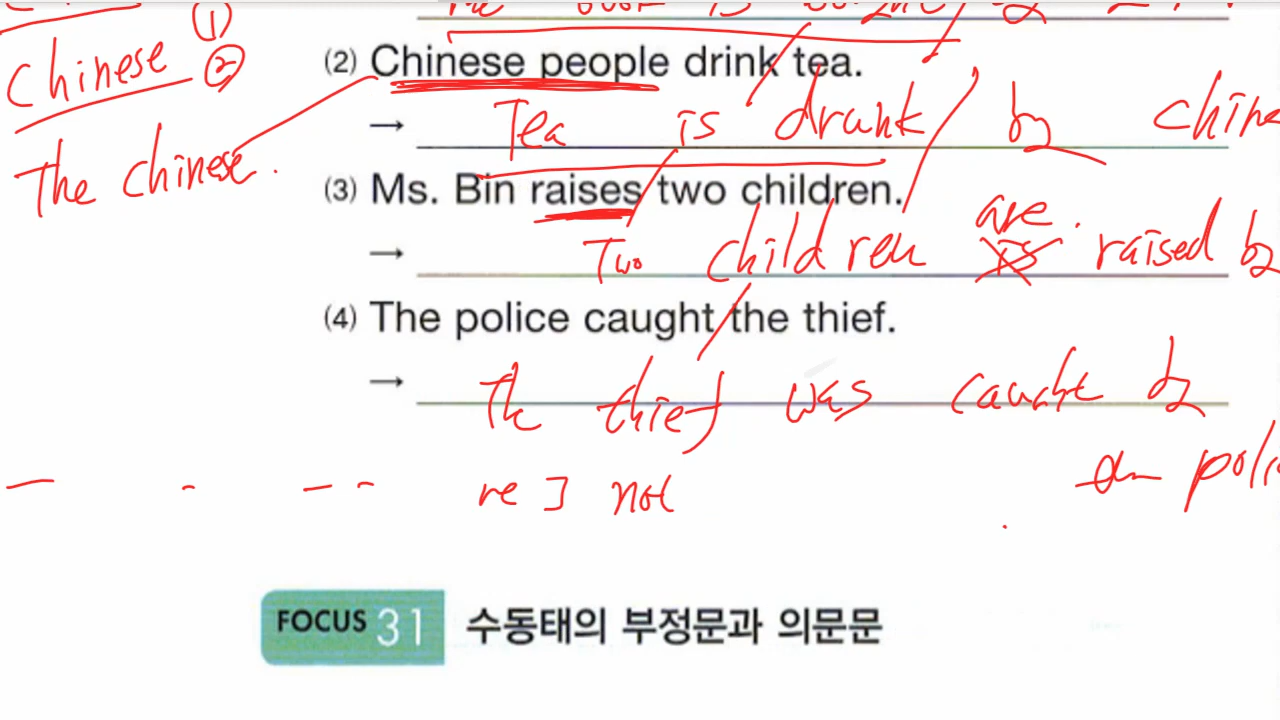 Chinese ①
②
(2) Chinese people drink tea.
→ Tea is drunk by chine
The chinese.
(3) Ms. Bin raises two children.
are
→ Two children is raised by
(4) The police caught the thief.
→ The thief was caught by
police
re ] not
FOCUS 31 수동태의 부정문과 의문문